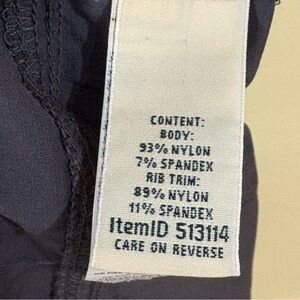 CONTENT:
BODY:
93% NYLON
7% SPANDEX
RIB TRIM:
89% NYLON
11% SPANDEX
ItemID 513114
CARE ON REVERSE